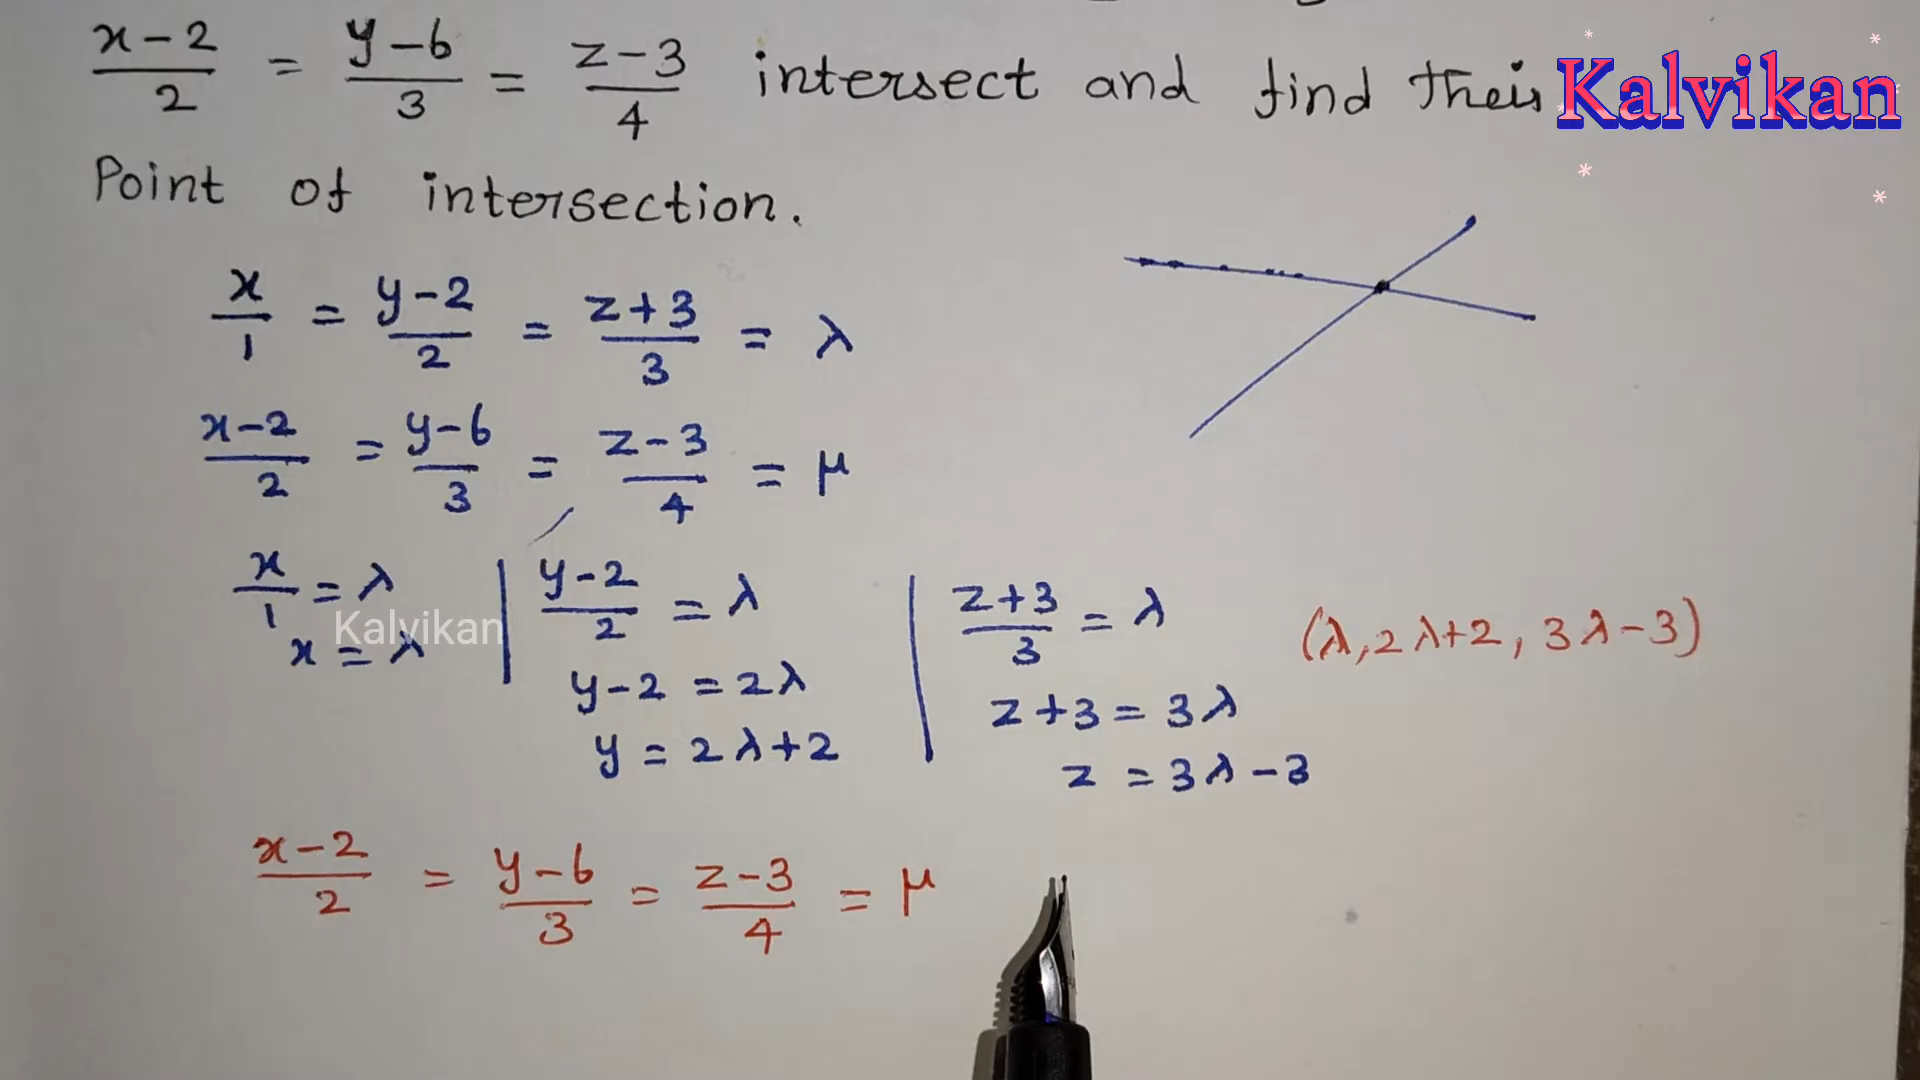 x-2/2 = y-6/3 = z-3/4 intersect and find their
Kalvikan
Point of intersection.
x/1 = y-2/2 = z+3/3 = λ
x-2/2 = y-6/3 = z-3/4 = μ
x/1 = λ | y-2/2 = λ | z+3/3 = λ (λ, 2λ+2, 3λ-3)
Kalvikan
x = λ
y-2 = 2λ z+3 = 3λ
y = 2λ+2 z = 3λ-3
x-2/2 = y-6/3 = z-3/4 = μ